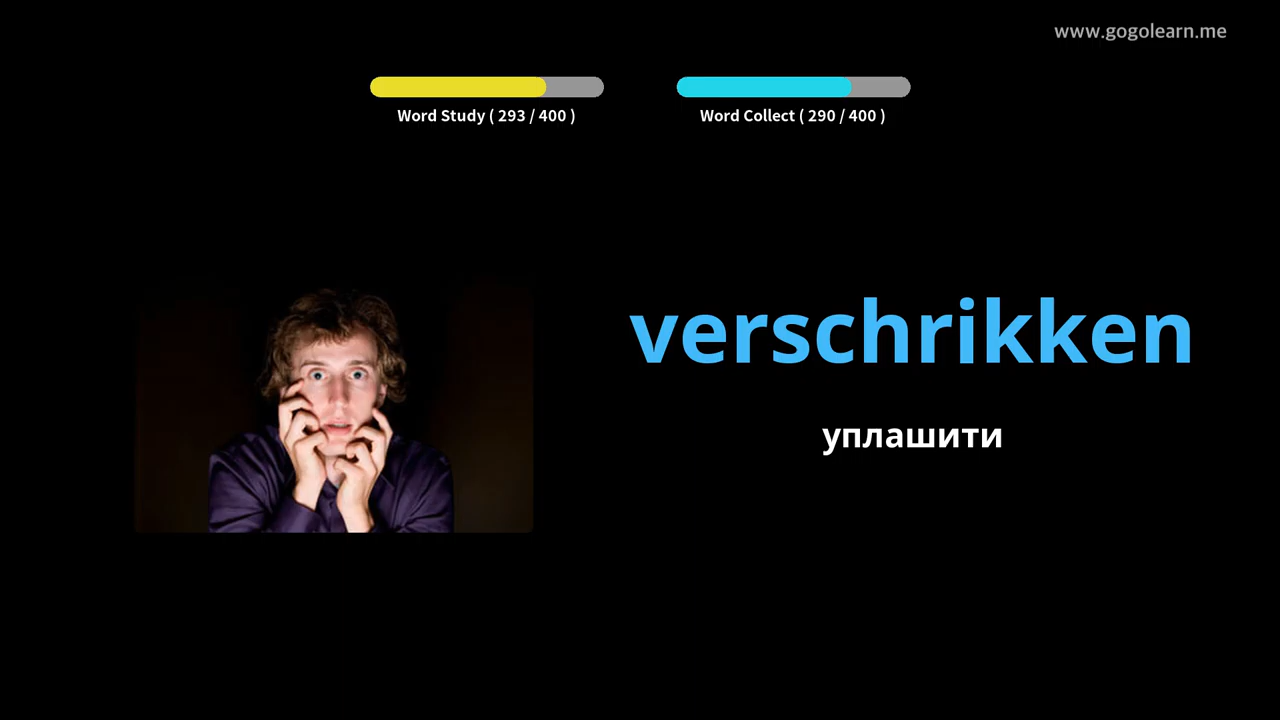 www.gogolearn.me
Word Study ( 293 / 400 )
Word Collect ( 290 / 400 )
verschrikken
уплашити